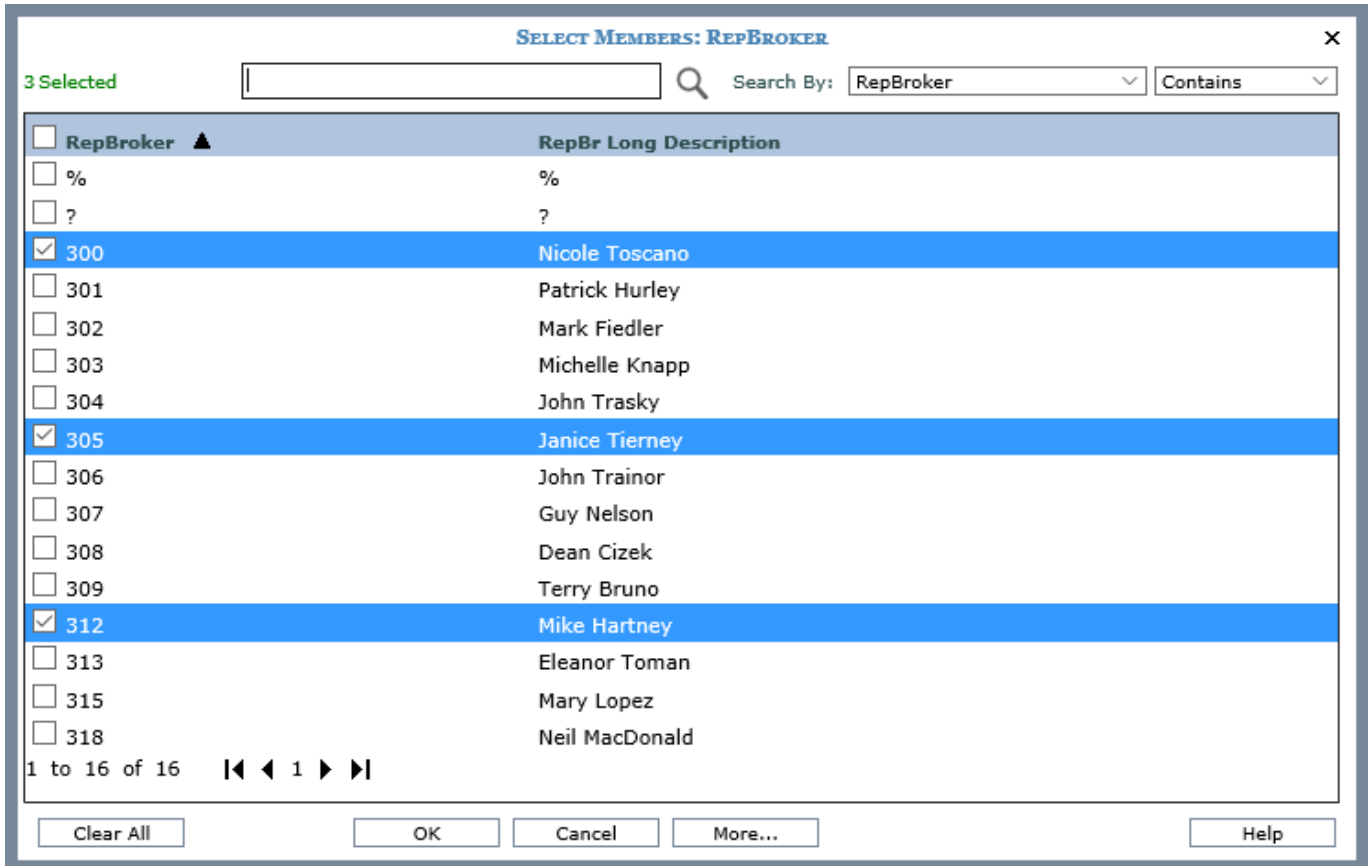 SELECT MEMBERS: REPBROKER
3 Selected Search By: RepBroker Contains
RepBroker RepBr Long Description
% %
? ?
300 Nicole Toscano
301 Patrick Hurley
302 Mark Fiedler
303 Michelle Knapp
304 John Trasky
305 Janice Tierney
306 John Trainor
307 Guy Nelson
308 Dean Cizek
309 Terry Bruno
312 Mike Hartney
313 Eleanor Toman
315 Mary Lopez
318 Neil MacDonald
1 to 16 of 16 1
Clear All OK Cancel More... Help